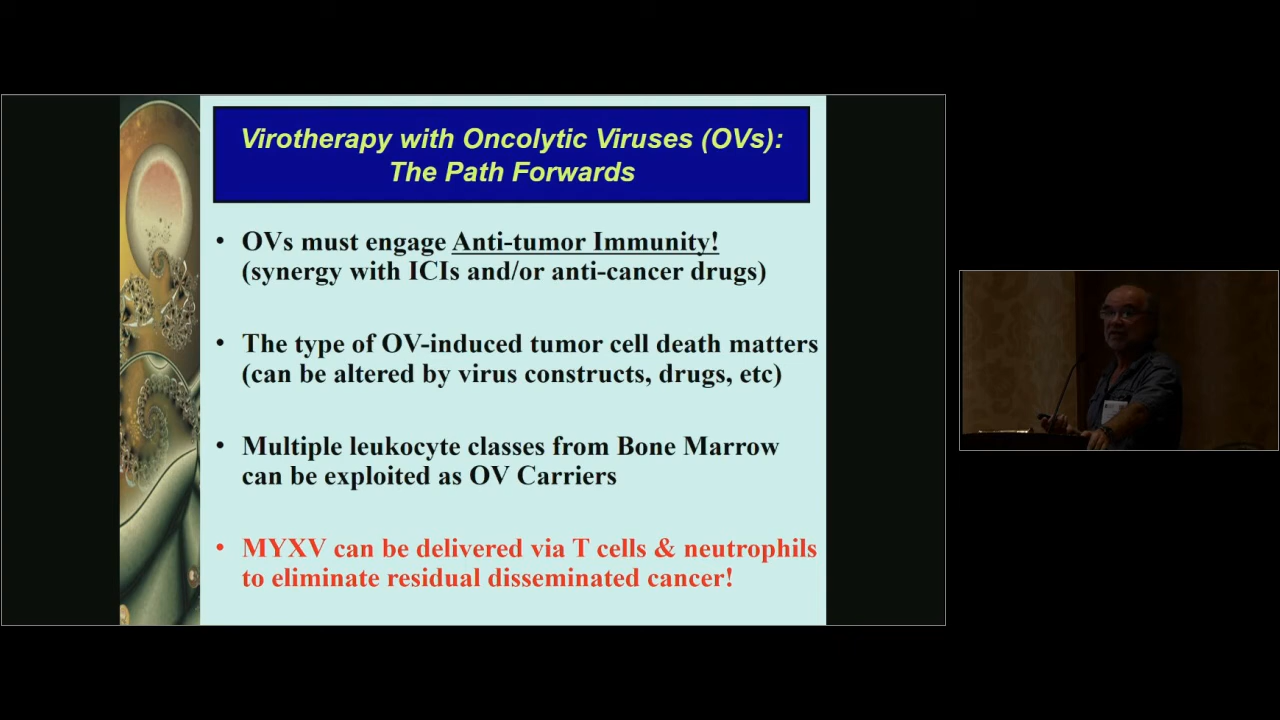 Virotherapy with Oncolytic Viruses (OVs):
The Path Forwards
• OVs must engage Anti-tumor Immunity!
(synergy with ICIs and/or anti-cancer drugs)
• The type of OV-induced tumor cell death matters
(can be altered by virus constructs, drugs, etc)
• Multiple leukocyte classes from Bone Marrow
can be exploited as OV Carriers
• MYXV can be delivered via T cells & neutrophils
to eliminate residual disseminated cancer!